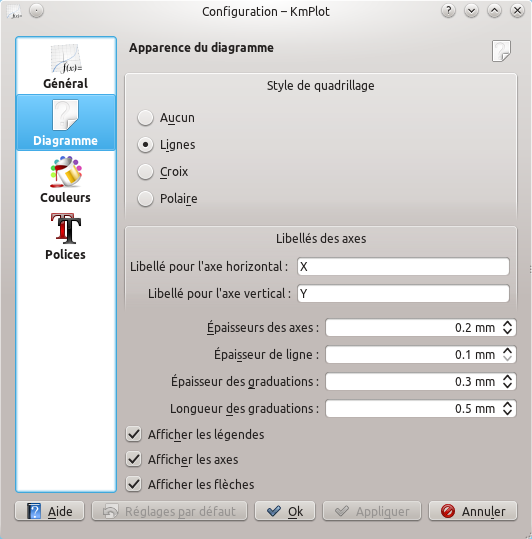 Configuration – KmPlot
Général
Diagramme
Couleurs
Polices
Apparence du diagramme
Style de quadrillage
Aucun
Lignes
Croix
Polaire
Libellés des axes
Libellé pour l'axe horizontal : X
Libellé pour l'axe vertical : Y
Épaisseurs des axes : 0.2 mm
Épaisseur de ligne : 0.1 mm
Épaisseur des graduations : 0.3 mm
Longueur des graduations : 0.5 mm
Afficher les légendes
Afficher les axes
Afficher les flèches
Aide
Réglages par défaut
Ok
Appliquer
Annuler